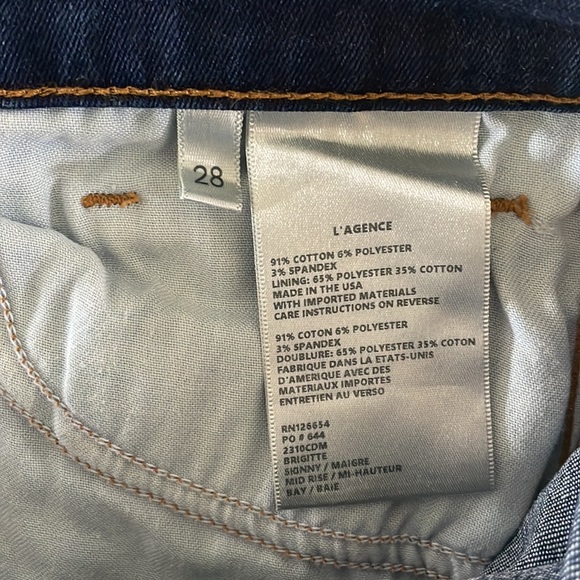 28
L'AGENCE
91% COTTON 6% POLYESTER
3% SPANDEX
LINING: 65% POLYESTER 35% COTTON
MADE IN THE USA
WITH IMPORTED MATERIALS
CARE INSTRUCTIONS ON REVERSE
91% COTON 6% POLYESTER
3% SPANDEX
DOUBLURE: 65% POLYESTER 35% COTON
FABRIQUE DANS LA ETATS-UNIS
D'AMERIQUE AVEC DES
MATERIAUX IMPORTES
ENTRETIEN AU VERSO
RN126654
PO # 644
2310CDM
BRIGITTE
SKINNY / MAIGRE
MID RISE / MI-HAUTEUR
BAY / BAIE